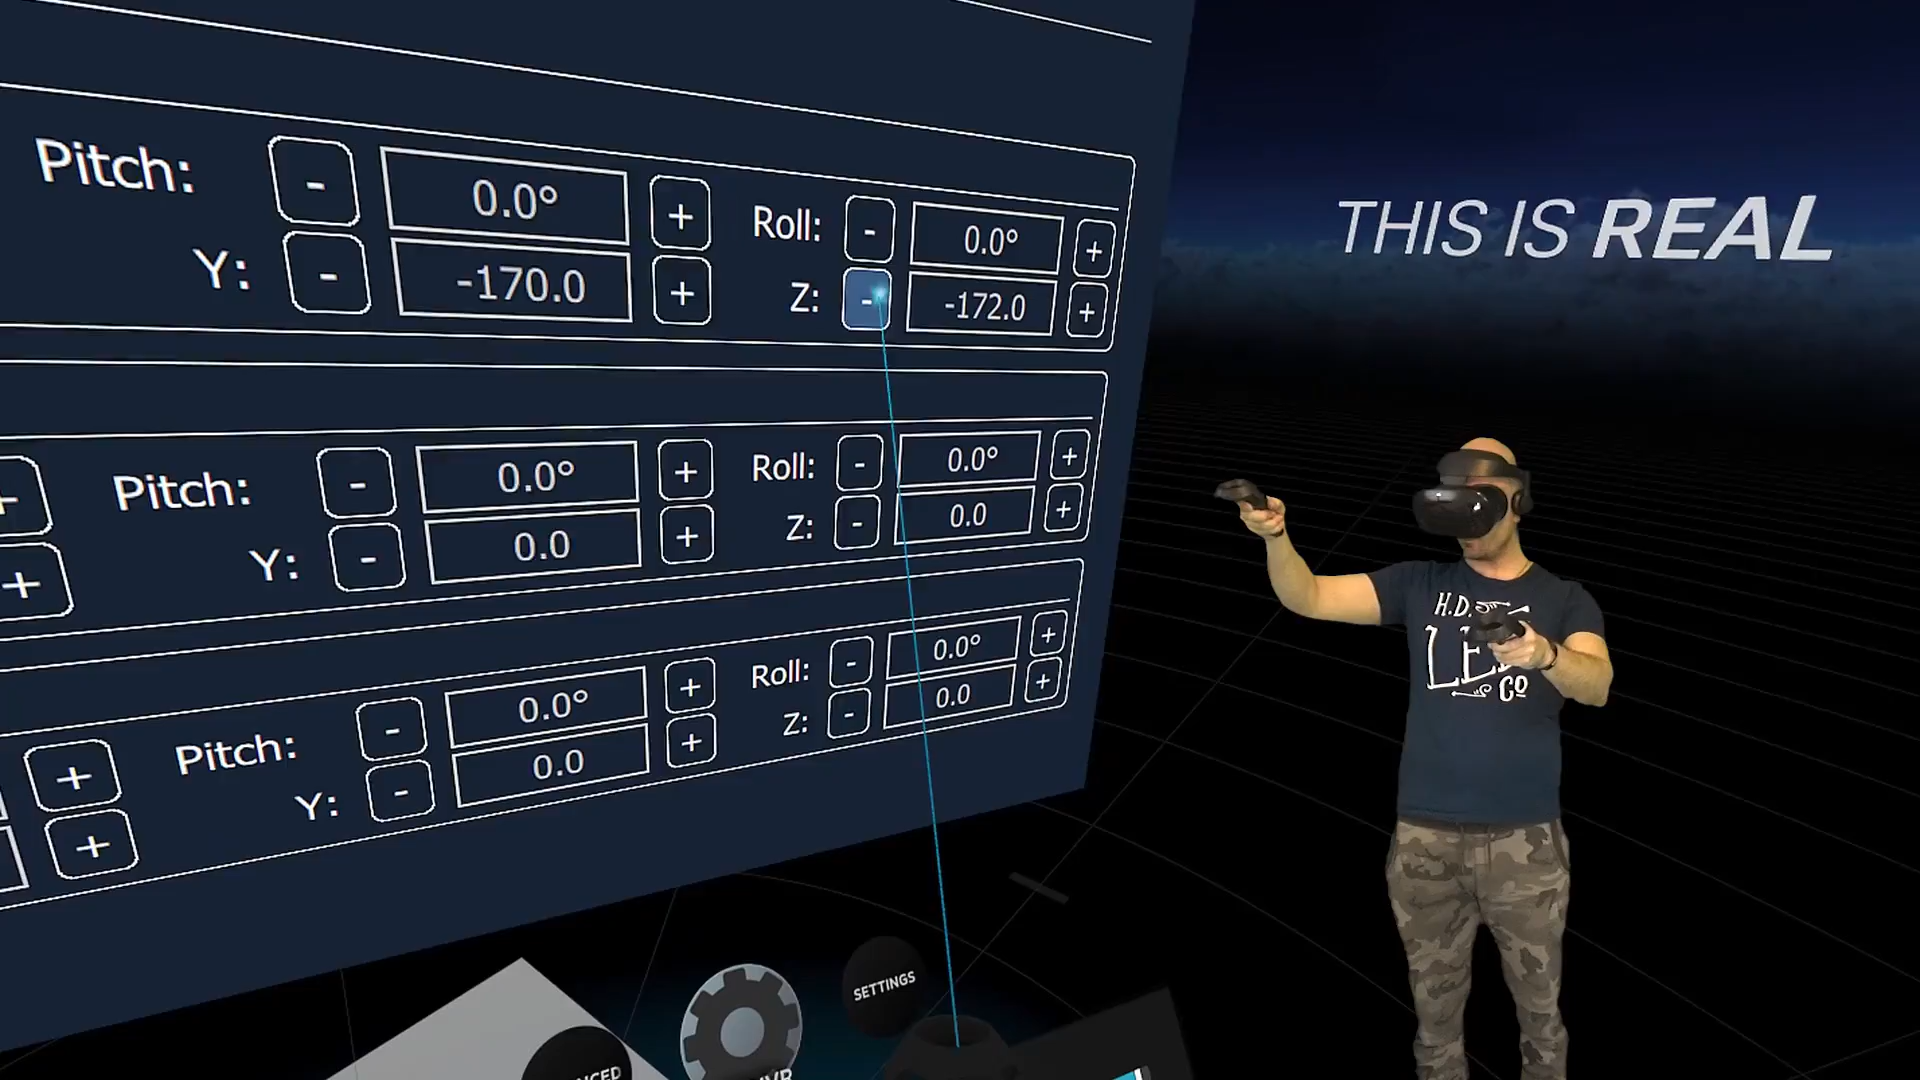 Pitch: - 0.0° + Roll: - 0.0° +
Y: - -170.0 + Z: - -172.0 +
THIS IS REAL
+ Pitch: - 0.0° + Roll: - 0.0° +
+ Y: - 0.0 + Z: - 0.0 +
+ Pitch: - 0.0° + Roll: - 0.0° +
+ Y: - 0.0 + Z: - 0.0 +
H.D.
Co
SETTINGS